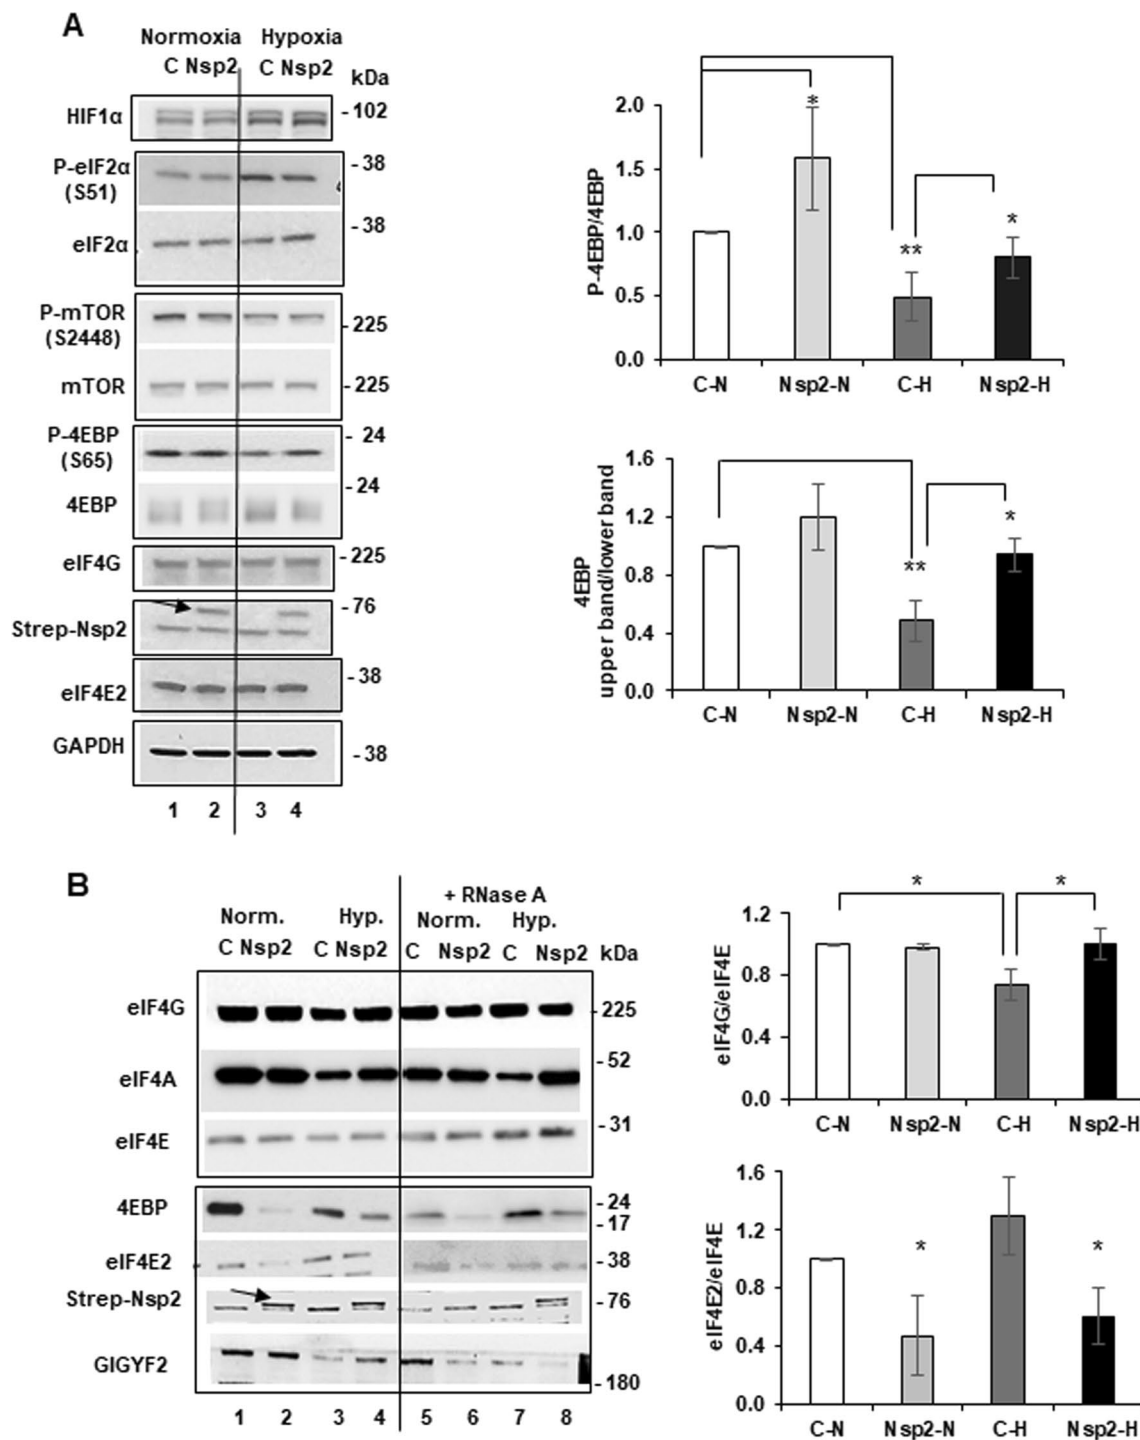 A
Normoxia Hypoxia
C Nsp2 C Nsp2 kDa
HIF1α - 102
P-eIF2α - 38
(S51)
eIF2α - 38
P-mTOR
(S2448) - 225
mTOR - 225
P-4EBP - 24
(S65)
4EBP - 24
eIF4G - 225
Strep-Nsp2 - 76
eIF4E2 - 38
GAPDH - 38
1 2 3 4
P-4EBP/4EBP
2.0
1.5
1.0
0.5
0.0
* ** *
C-N Nsp2-N C-H Nsp2-H
4EBP
upper band/lower band
1.6
1.2
0.8
0.4
0.0
** *
C-N Nsp2-N C-H Nsp2-H
B
+ RNase A
Norm. Hyp. Norm. Hyp.
C Nsp2 C Nsp2 C Nsp2 C Nsp2 kDa
eIF4G - 225
eIF4A - 52
eIF4E - 31
4EBP - 24
- 17
eIF4E2 - 38
Strep-Nsp2 - 76
GIGYF2 - 180
1 2 3 4 5 6 7 8
eIF4G/eIF4E
1.2
0.8
0.4
0.0
* *
C-N Nsp2-N C-H Nsp2-H
eIF4E2/eIF4E
1.6
1.2
0.8
0.4
0.0
* *
C-N Nsp2-N C-H Nsp2-H